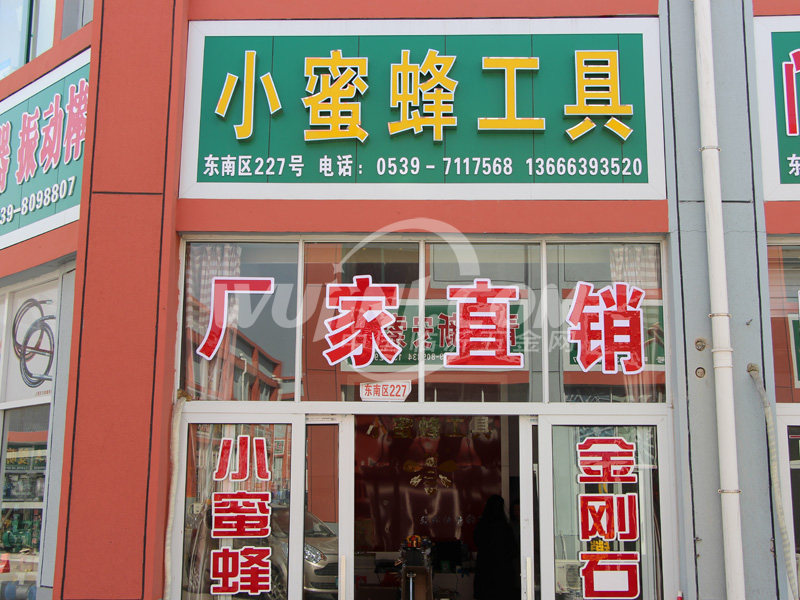 小蜜蜂工具
东南区227号 电话：0539-7117568 13666393520
振动棒
39-8098807
厂家直销
东南区227
小蜜蜂工具
小蜜蜂
金刚石
东